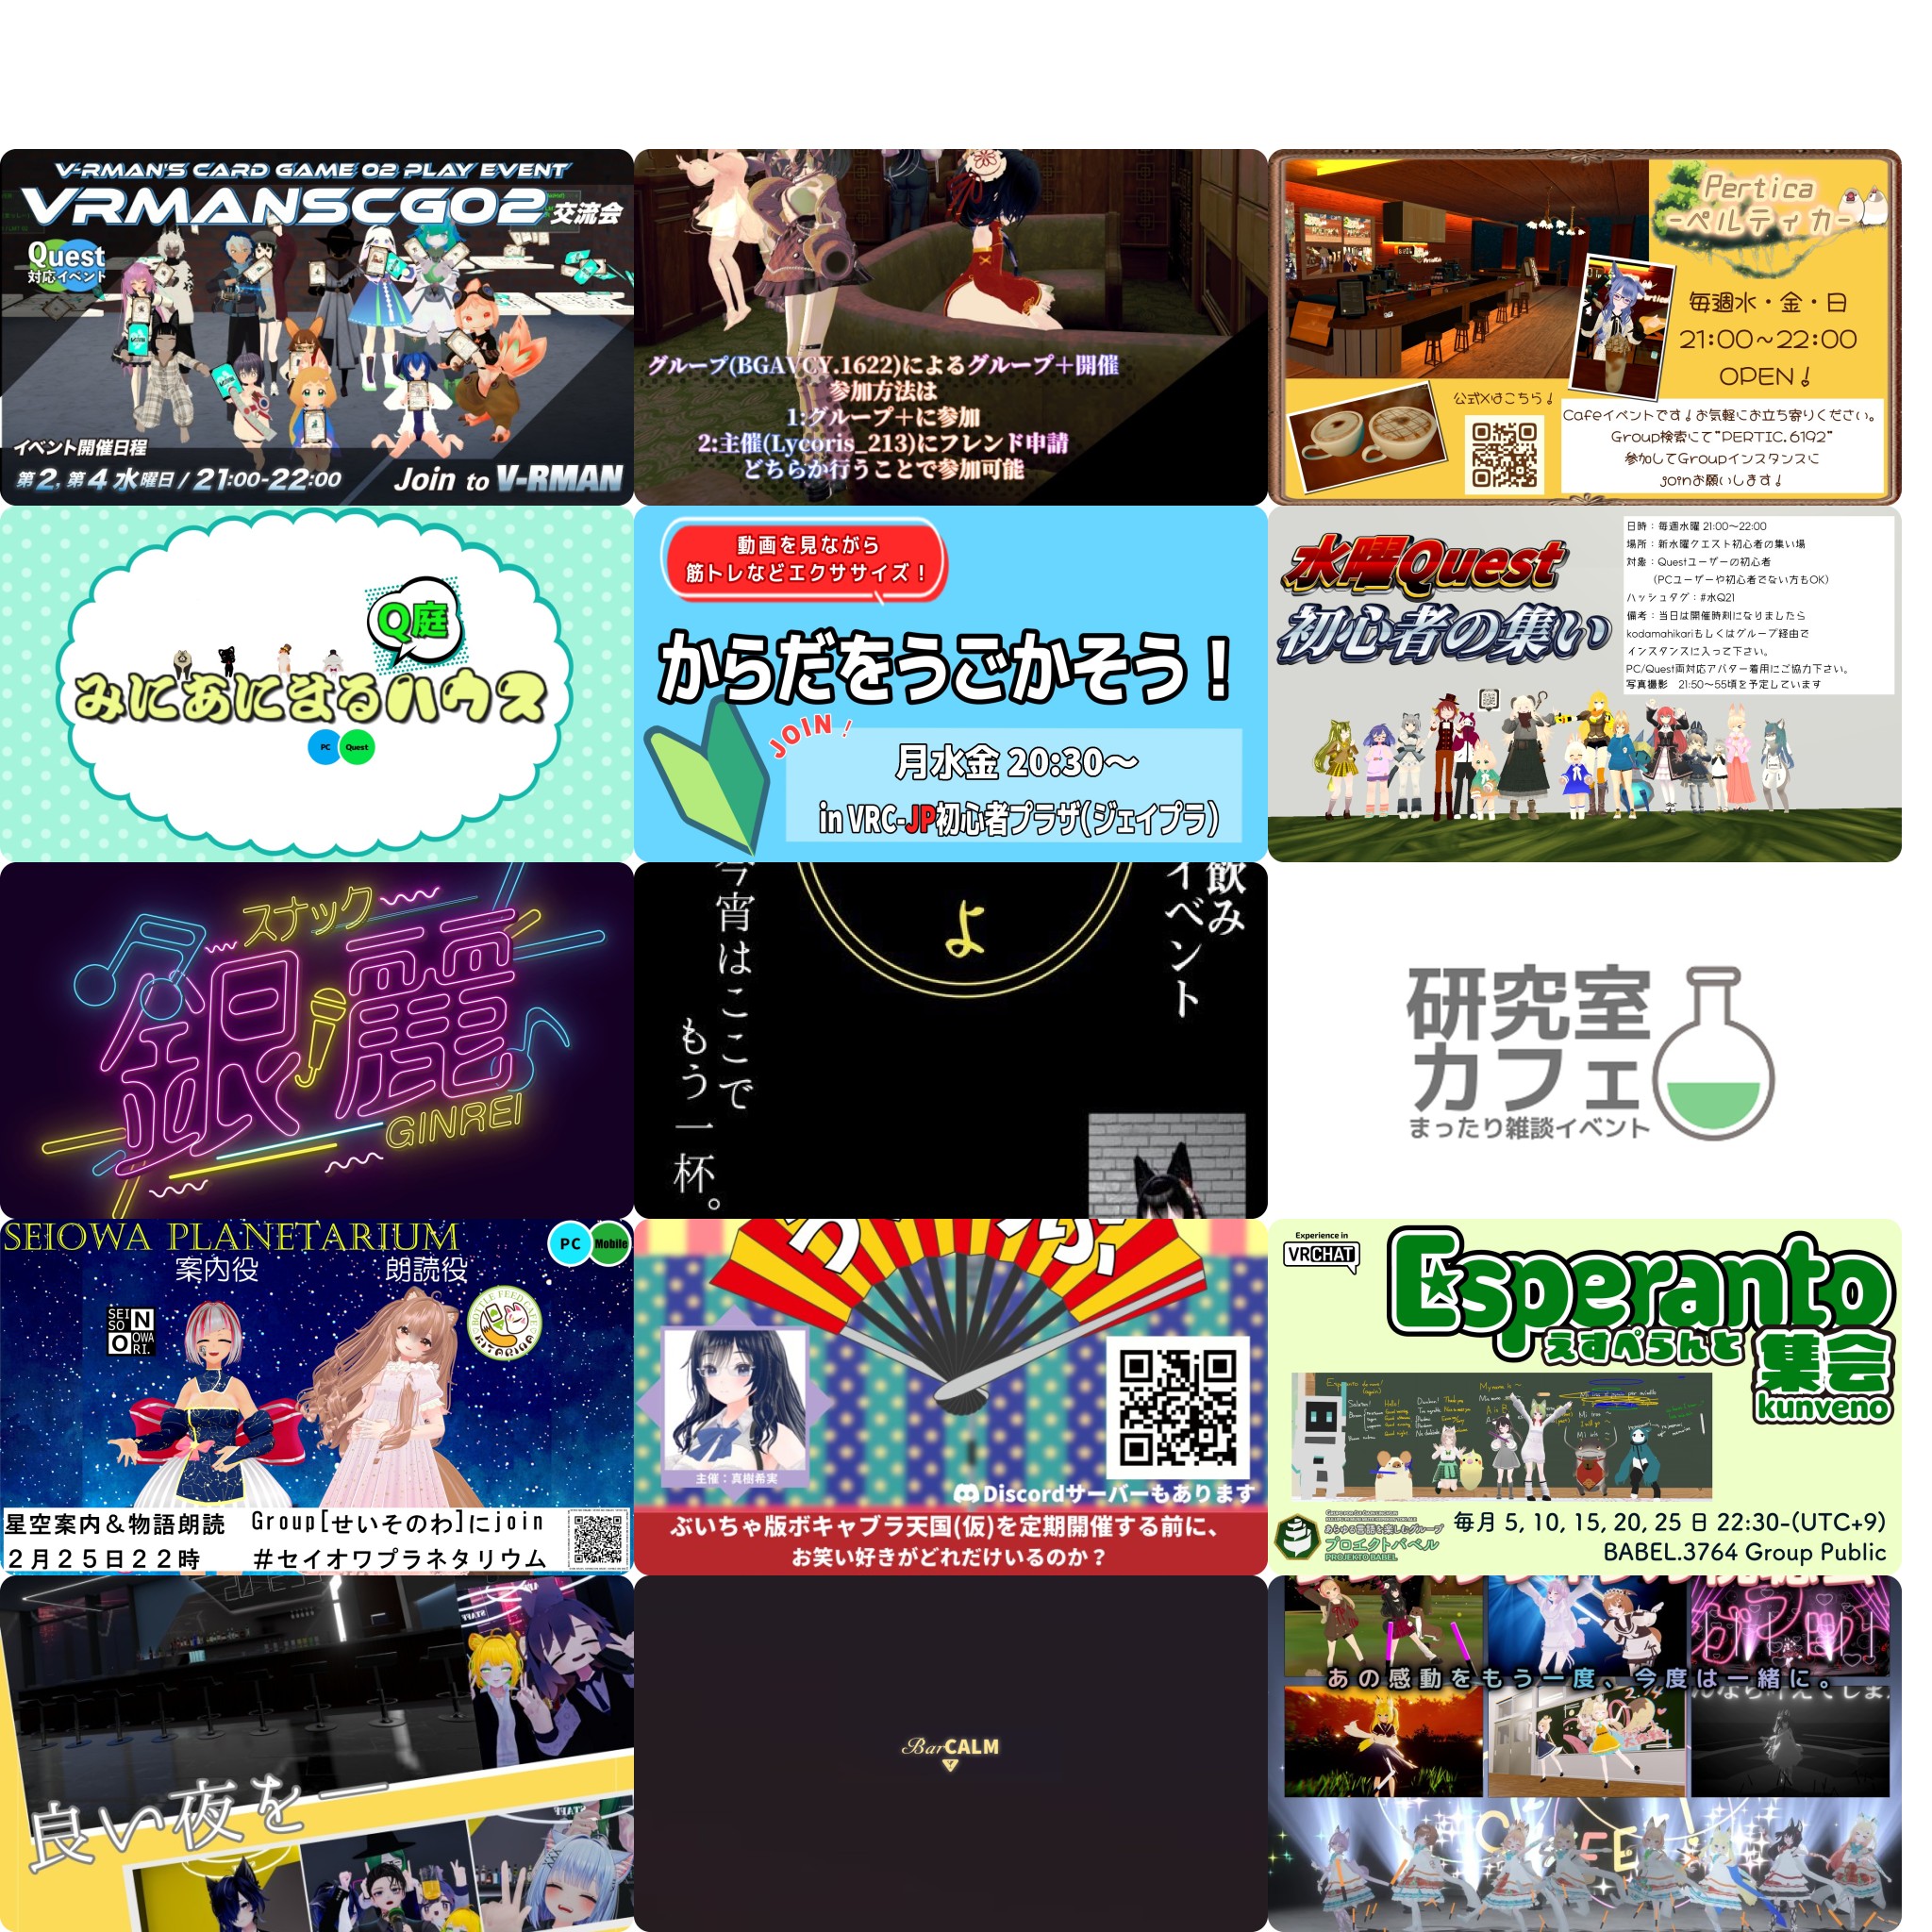 V-RMAN'S CARD GAME 02 PLAY EVENT
VRMANSCG02 交流会
Quest
対応イベント
イベント開催日程
第2, 第4 水曜日 / 21:00-22:00
Join to V-RMAN
グループ(BGAVCY.1622)によるグループ＋開催
参加方法は
1:グループ＋に参加
2:主催(Lycoris_213)にフレンド申請
どちらか行うことで参加可能
Pertica
-ペルティカ-
毎週水・金・日
21:00~22:00
OPEN!
公式Xはこちら!
Cafeイベントです!お気軽にお立ち寄りください。
Group検索にて"PERTIC.6192"
参加してGroupインスタンスに
joinお願いします!
Q庭
みにあにまるハウス
PC Quest
動画を見ながら
筋トレなどエクササイズ!
からだをうごかそう!
JOIN!
月水金 20:30～
in VRC-JP初心者プラザ(ジェイプラ)
水曜Quest
初心者の集い
日時：毎週水曜 21:00～22:00
場所：新水曜クエスト初心者の集い場
対象：Questユーザーの初心者
(PCユーザーや初心者でない方もOK)
ハッシュタグ：#水Q21
備考：当日は開催時刻になりましたら
kodamahikariもしくはグループ経由で
インスタンスに入って下さい。
PC/Quest両対応アバター着用にご協力下さい。
写真撮影 21:50～55頃を予定しています
スナック
銀麗
GINREI
飲み
イベント
よ
今宵はここで
もう一杯。
研究室
カフェ
まったり雑談イベント
SEIOWA PLANETARIUM
PC Mobile
案内役 朗読役
星空案内＆物語朗読
２月２５日２２時
Group[せいそのわ]にjoin
＃セイオワプラネタリウム
主催：真樹希実
Discordサーバーもあります
ぶいちゃ版ボキャブラ天国(仮)を定期開催する前に、
お笑い好きがどれだけいるのか？
Experience in
VRCHAT
Esperanto
えすぺらんと 集会
kunveno
あらゆる言語を楽しむグループ
プロエクトバベル
PROJEKTO BABEL
毎月 5, 10, 15, 20, 25 日 22:30-(UTC+9)
BABEL.3764 Group Public
STAFF
良い夜を―
STAFF
Bar CALM
あの感動をもう一度、今度は一緒に。